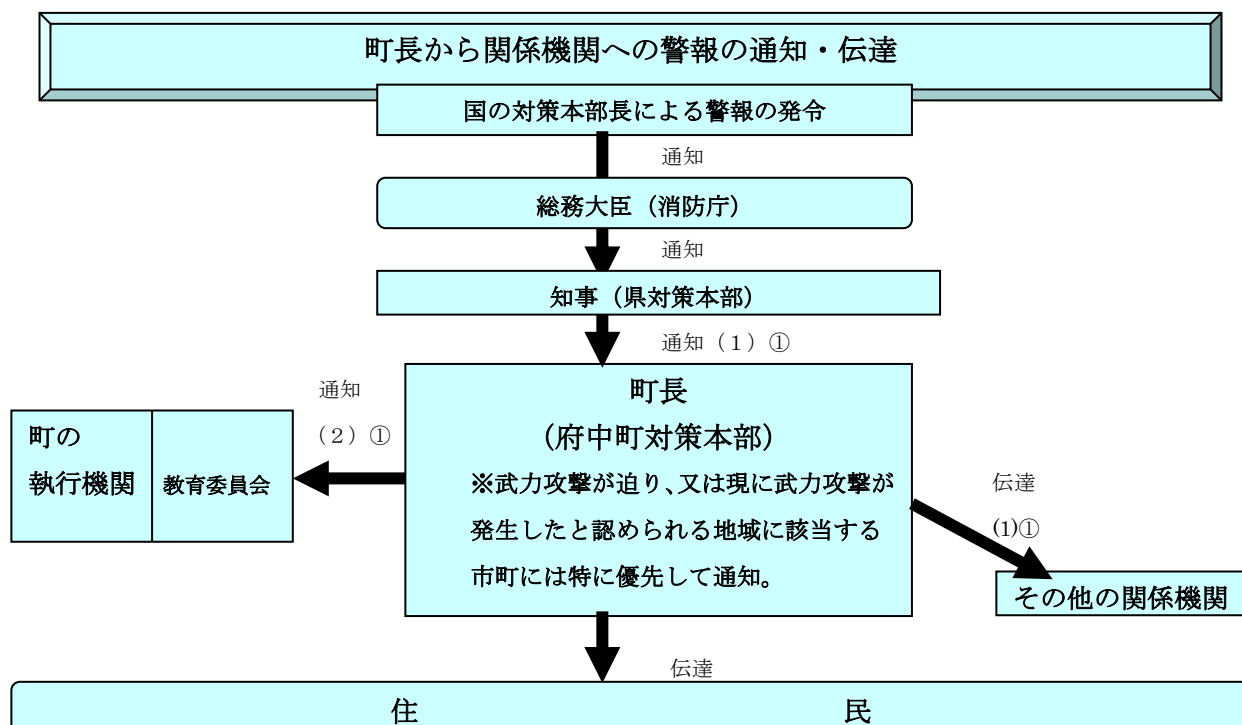 町長から関係機関への警報の通知・伝達
国の対策本部長による警報の発令
通知
総務大臣（消防庁）
通知
知事（県対策本部）
通知（１）①
町長
（府中町対策本部）
※武力攻撃が迫り、又は現に武力攻撃が
発生したと認められる地域に該当する
市町には特に優先して通知。
通知
（２）①
町の
執行機関
教育委員会
伝達
(1)①
その他の関係機関
伝達
住 民